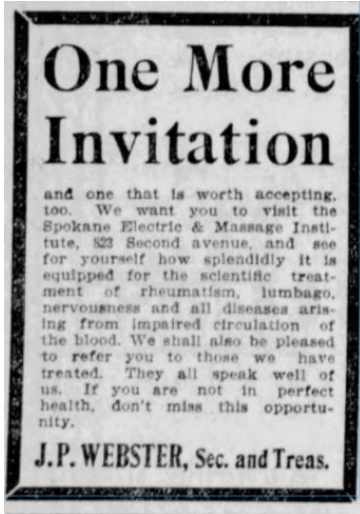 One More
Invitation
and one that is worth accepting,
too. We want you to visit the
Spokane Electric & Massage Insti-
tute, 823 Second avenue, and see
for yourself how splendidly it is
equipped for the scientific treat-
ment of rheumatism, lumbago,
nervousness and all diseases aris-
ing from impaired circulation of
the blood. We shall also be pleased
to refer you to those we have
treated. They all speak well of
us. If you are not in perfect
health, don't miss this opportu-
nity.
J.P. WEBSTER, Sec. and Treas.